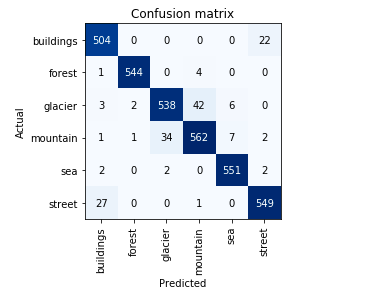 Confusion matrix
buildings 504 0 0 0 0 22
forest 1 544 0 4 0 0
glacier 3 2 538 42 6 0
mountain 1 1 34 562 7 2
sea 2 0 2 0 551 2
street 27 0 0 1 0 549
Actual
buildings forest glacier mountain sea street
Predicted